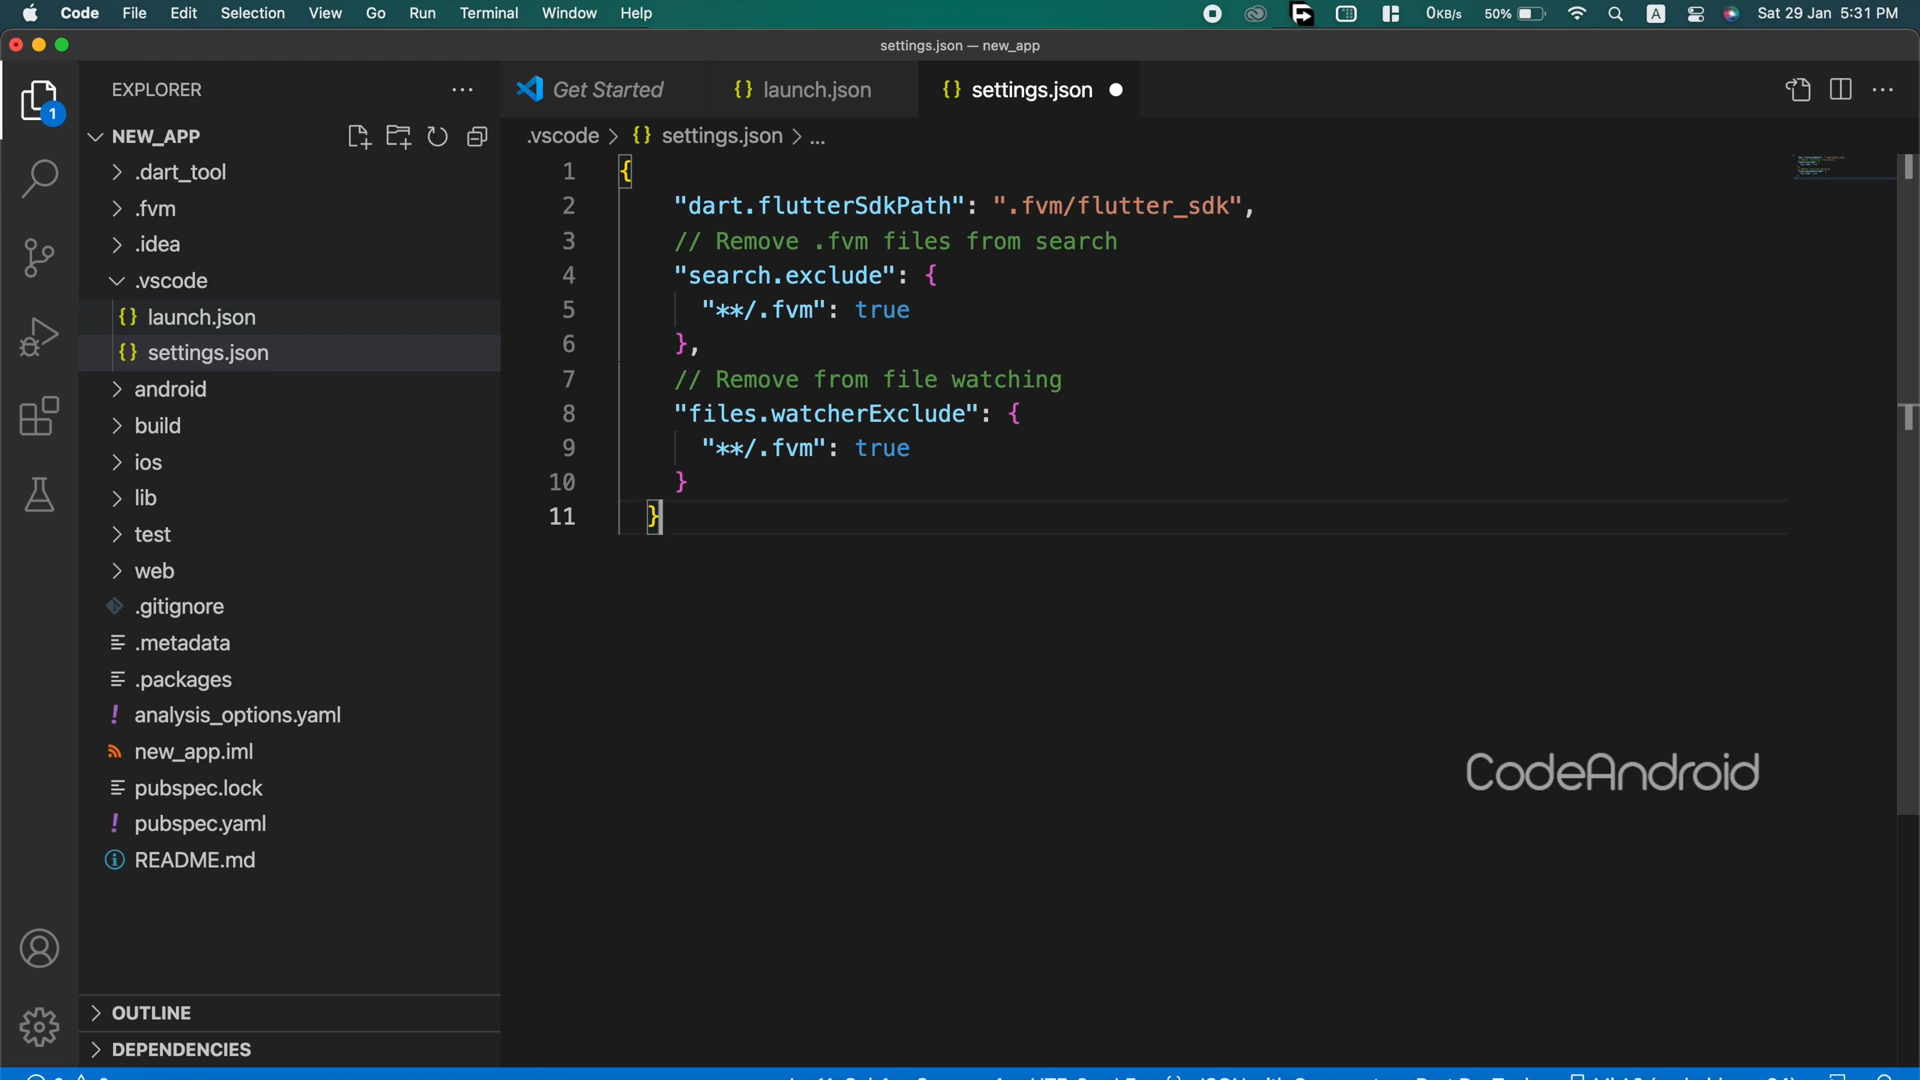 Code File Edit Selection View Go Run Terminal Window Help 0KB/s 50% A Sat 29 Jan 5:31 PM
settings.json — new_app
EXPLORER
Get Started
launch.json
settings.json
1
NEW_APP
.vscode > {} settings.json > ...
.dart_tool
.fvm
.idea
.vscode
{} launch.json
{} settings.json
android
build
ios
lib
test
web
.gitignore
.metadata
.packages
! analysis_options.yaml
new_app.iml
pubspec.lock
! pubspec.yaml
README.md
OUTLINE
DEPENDENCIES
1 {
2 "dart.flutterSdkPath": ".fvm/flutter_sdk",
3 // Remove .fvm files from search
4 "search.exclude": {
5 "**/.fvm": true
6 },
7 // Remove from file watching
8 "files.watcherExclude": {
9 "**/.fvm": true
10 }
11 }
CodeAndroid